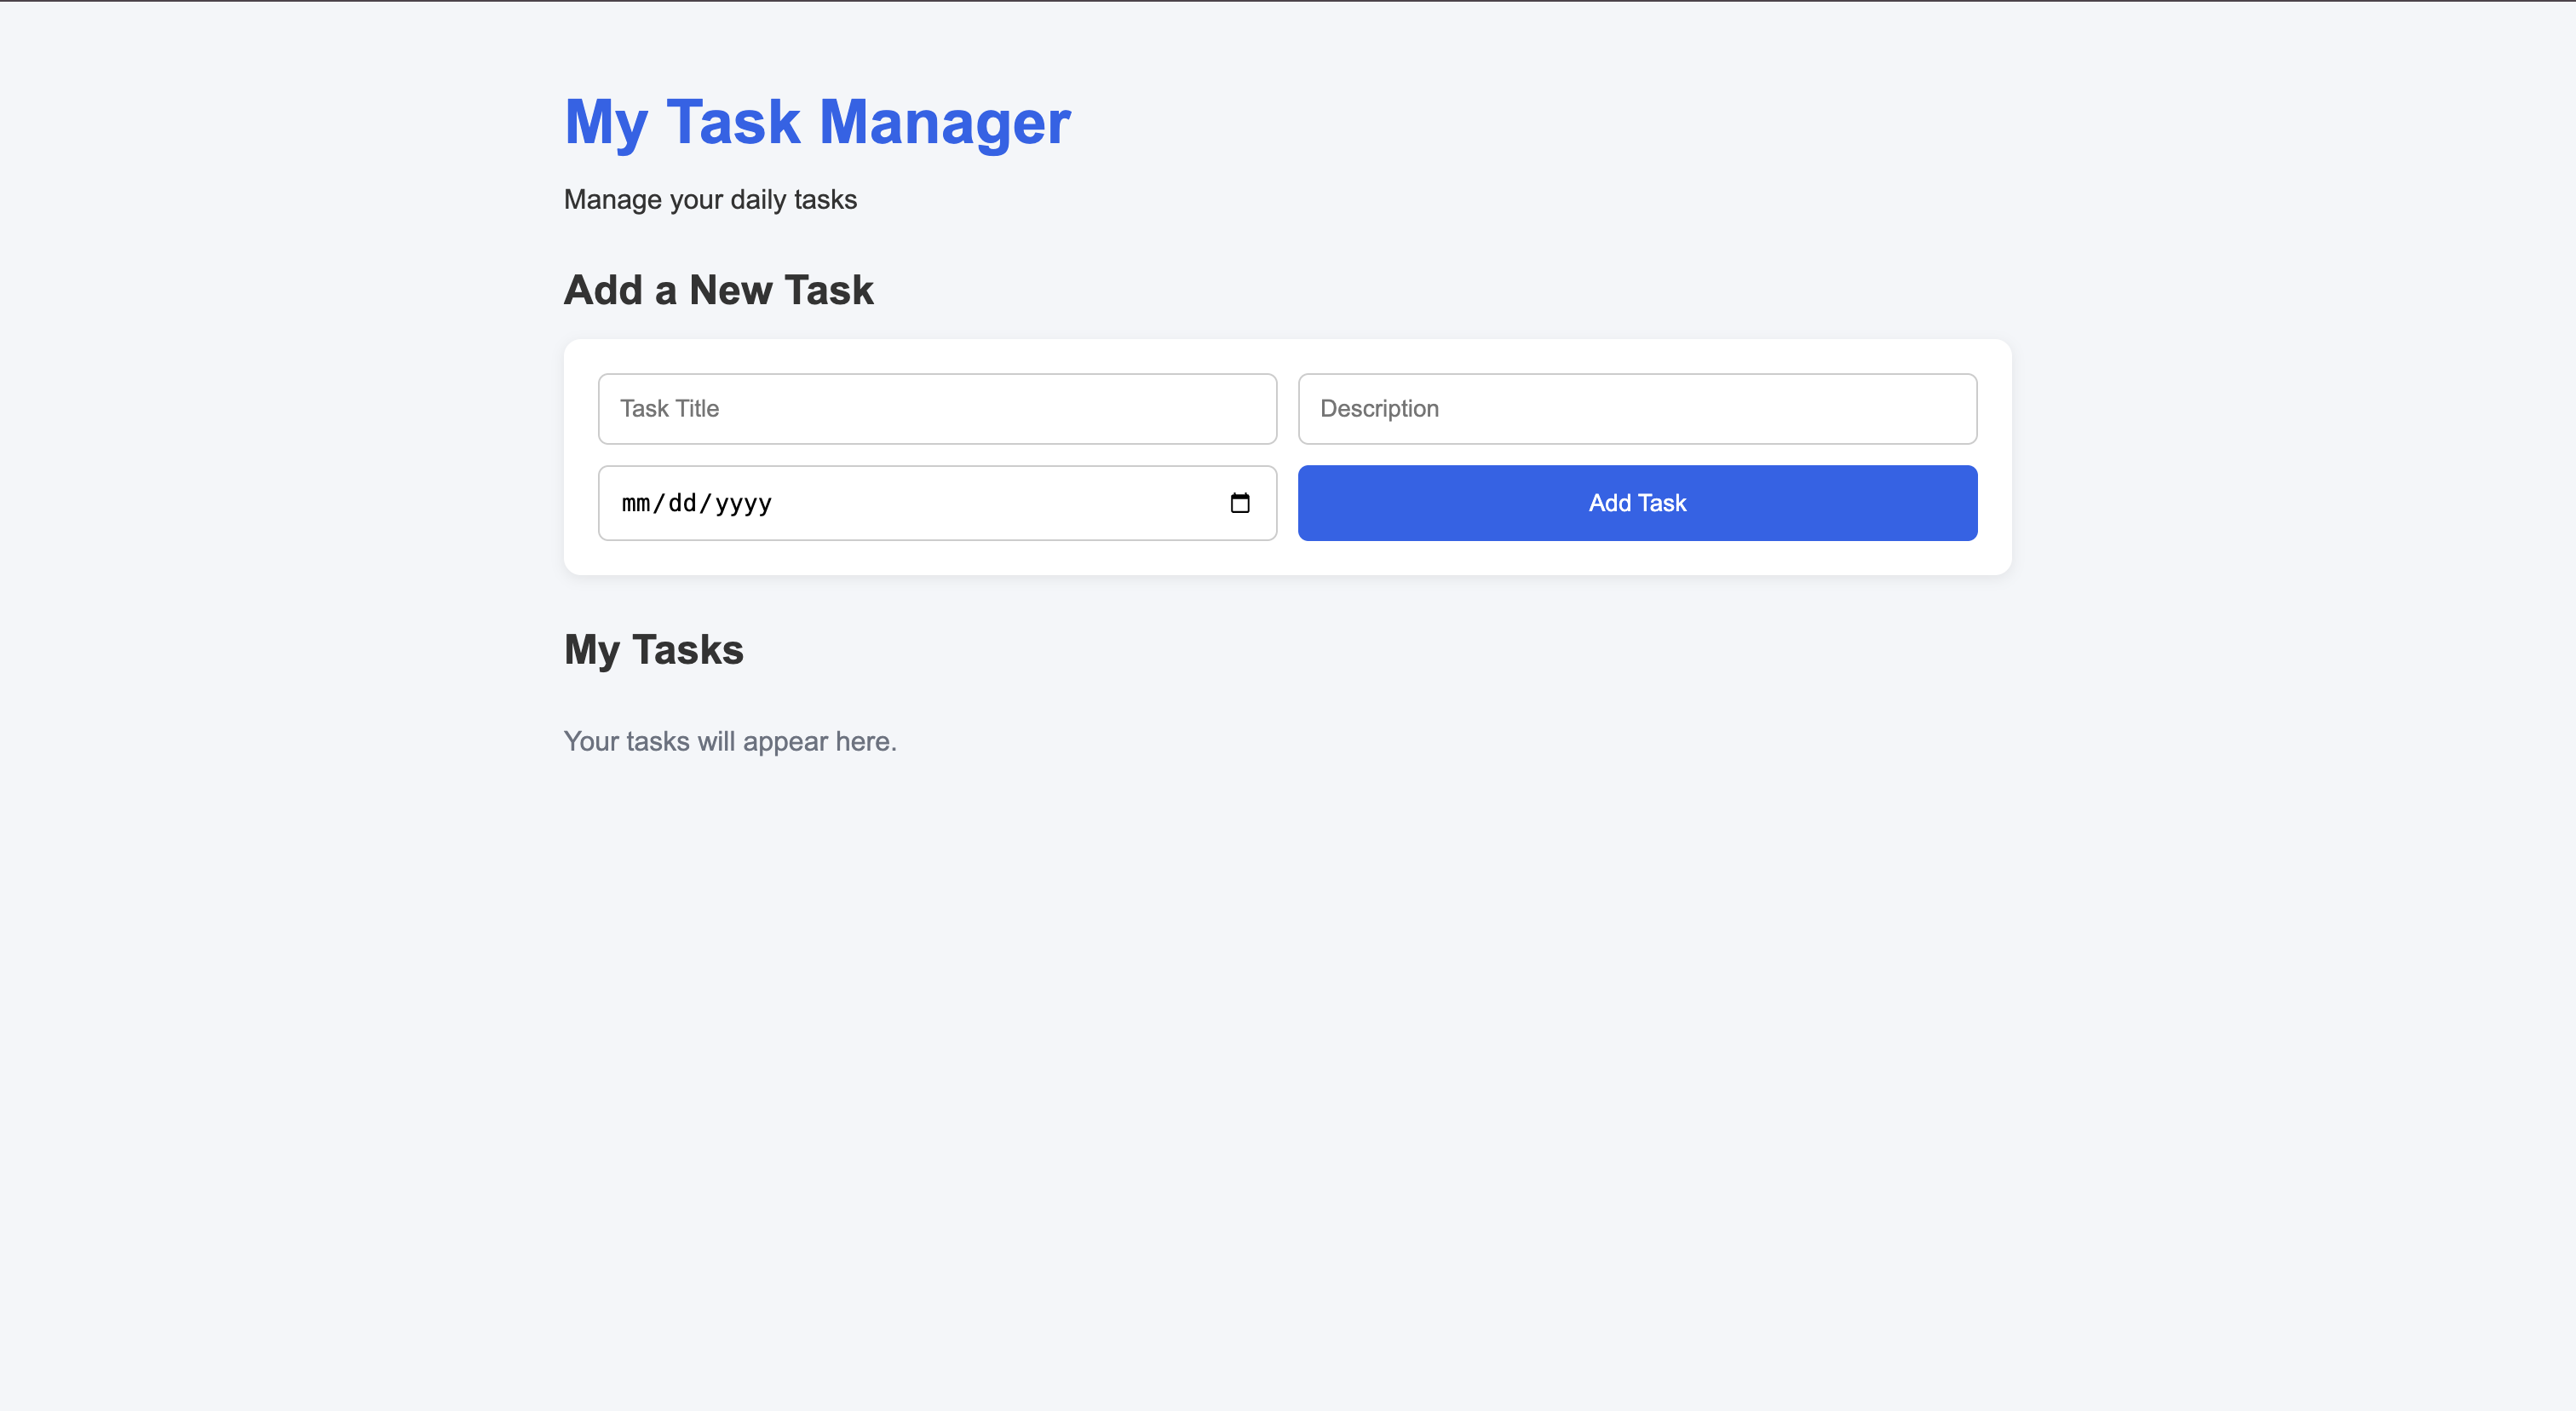 My Task Manager
Manage your daily tasks
Add a New Task
Task Title
Description
mm/dd/yyyy
Add Task
My Tasks
Your tasks will appear here.